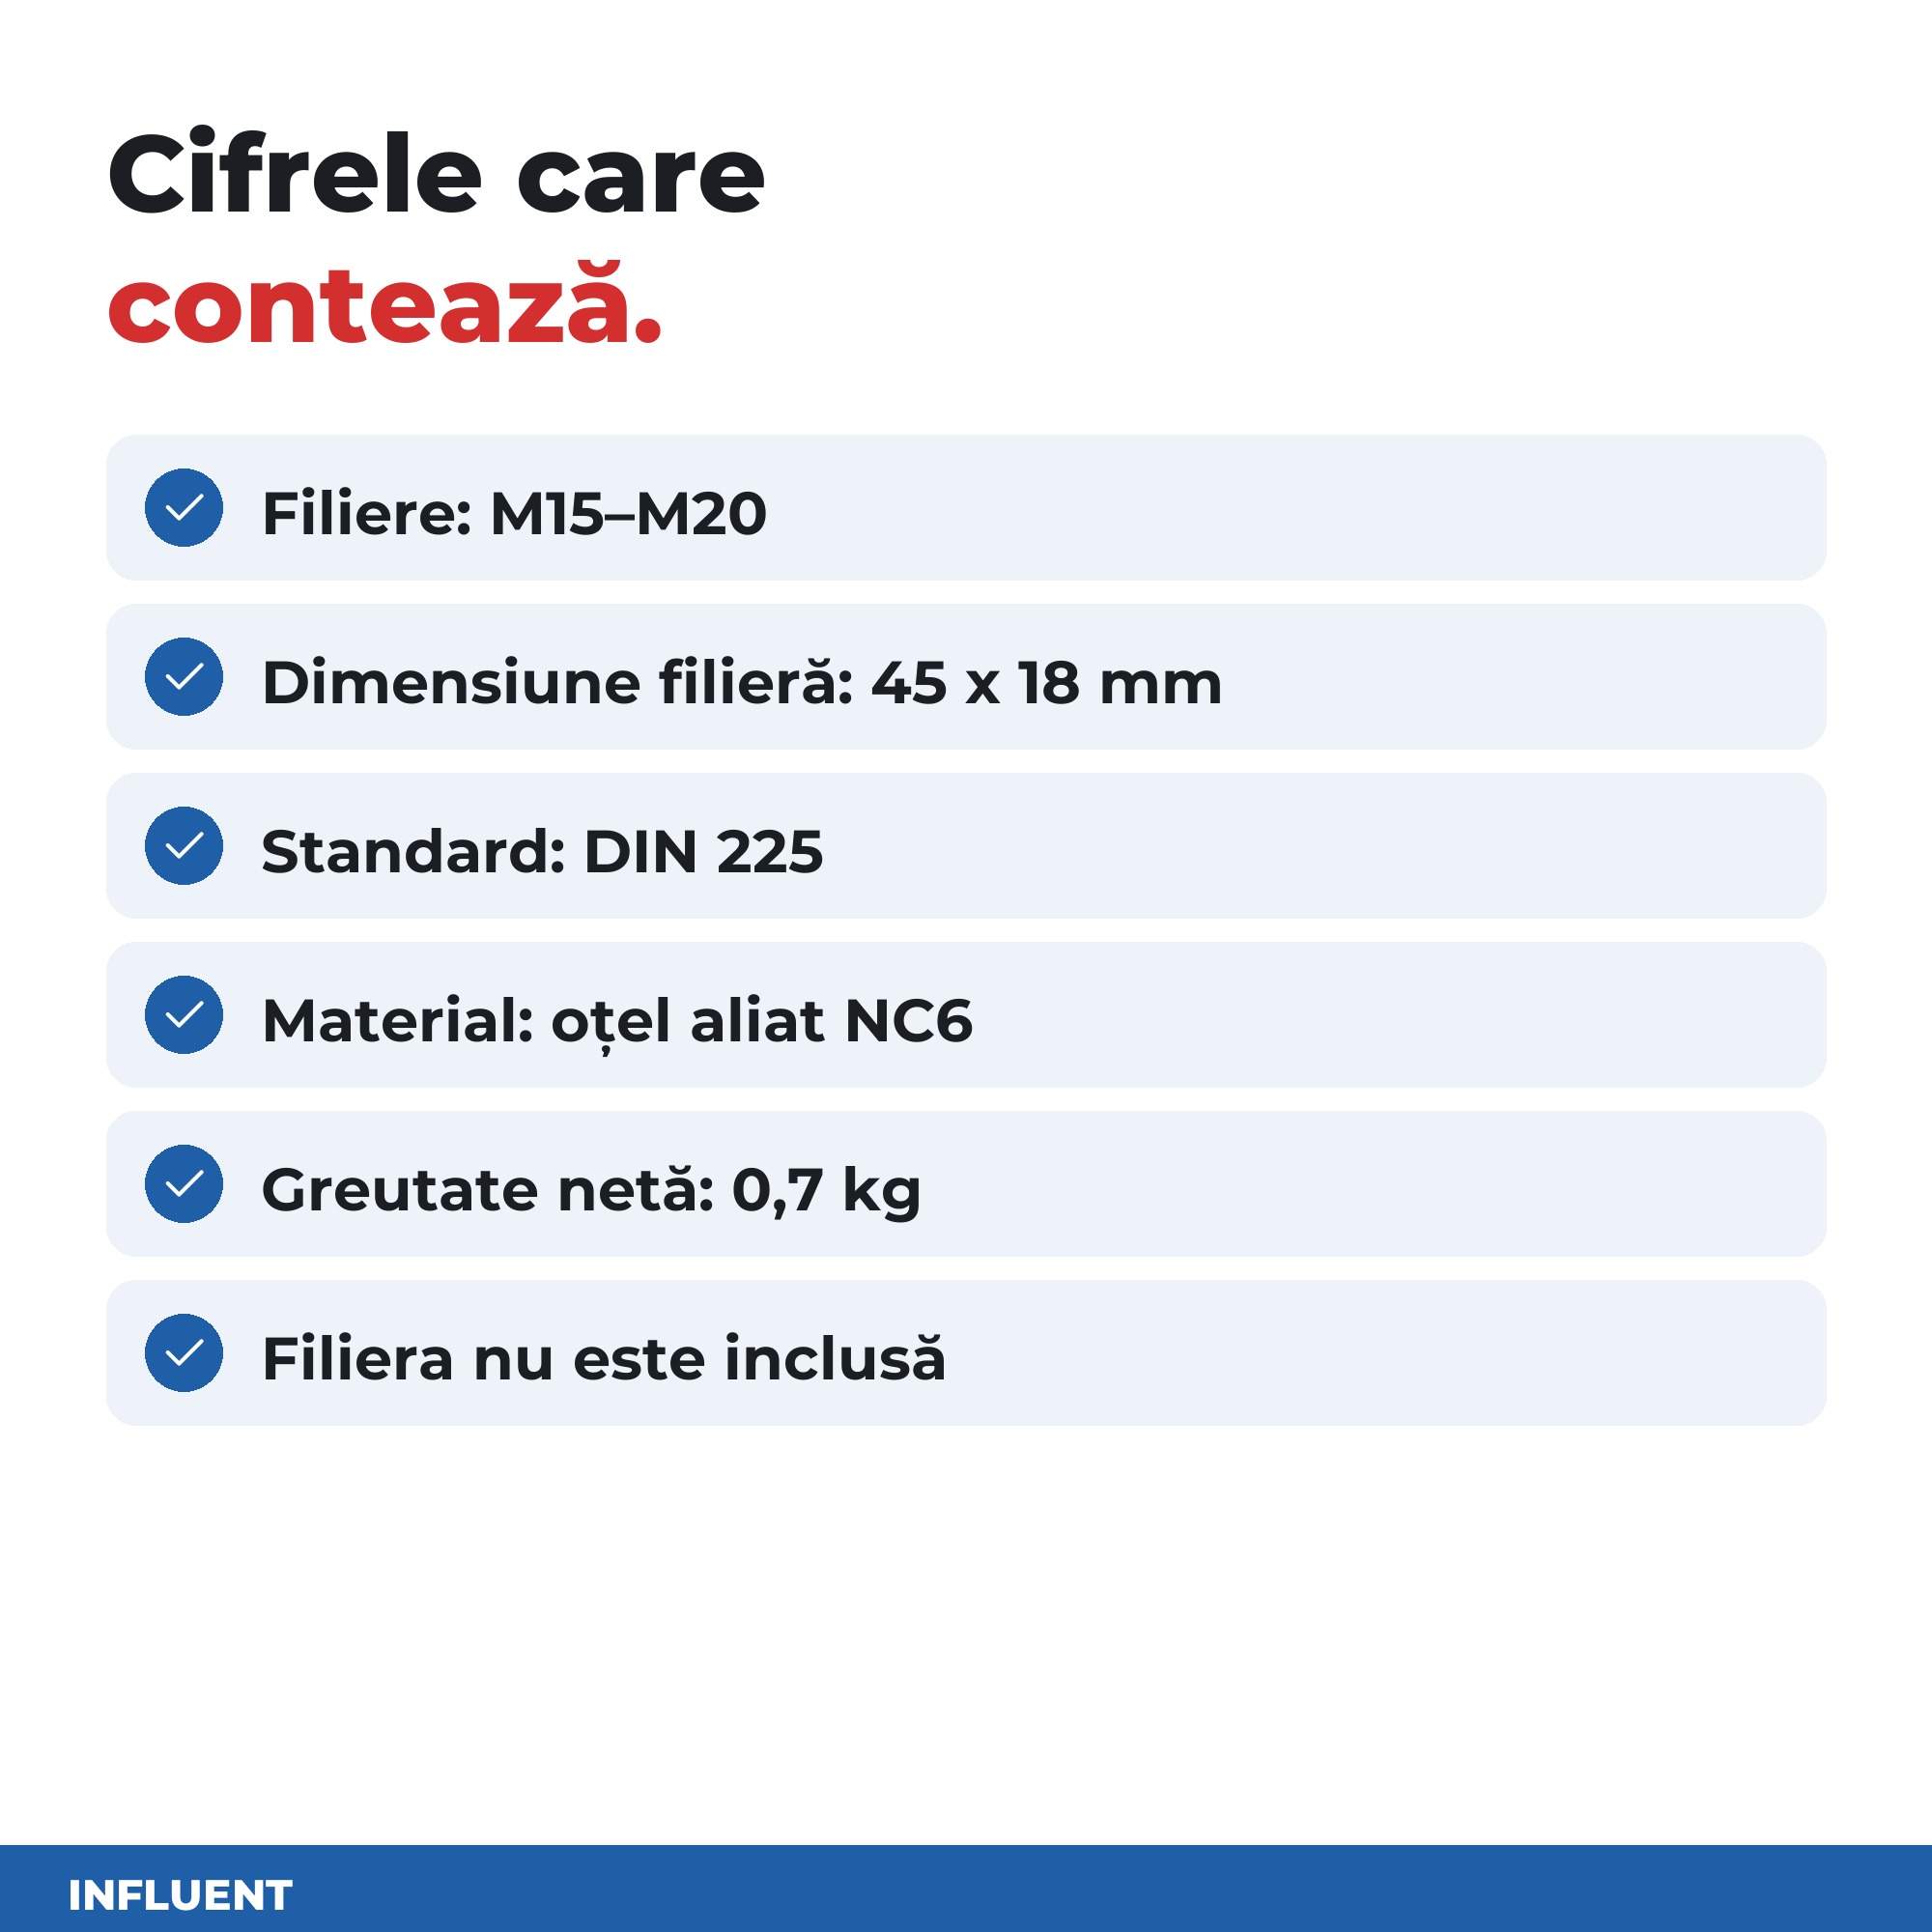 Cifrele care
contează.
Filiere: M15–M20
Dimensiune filieră: 45 x 18 mm
Standard: DIN 225
Material: oțel aliat NC6
Greutate netă: 0,7 kg
Filiera nu este inclusă
INFLUENT